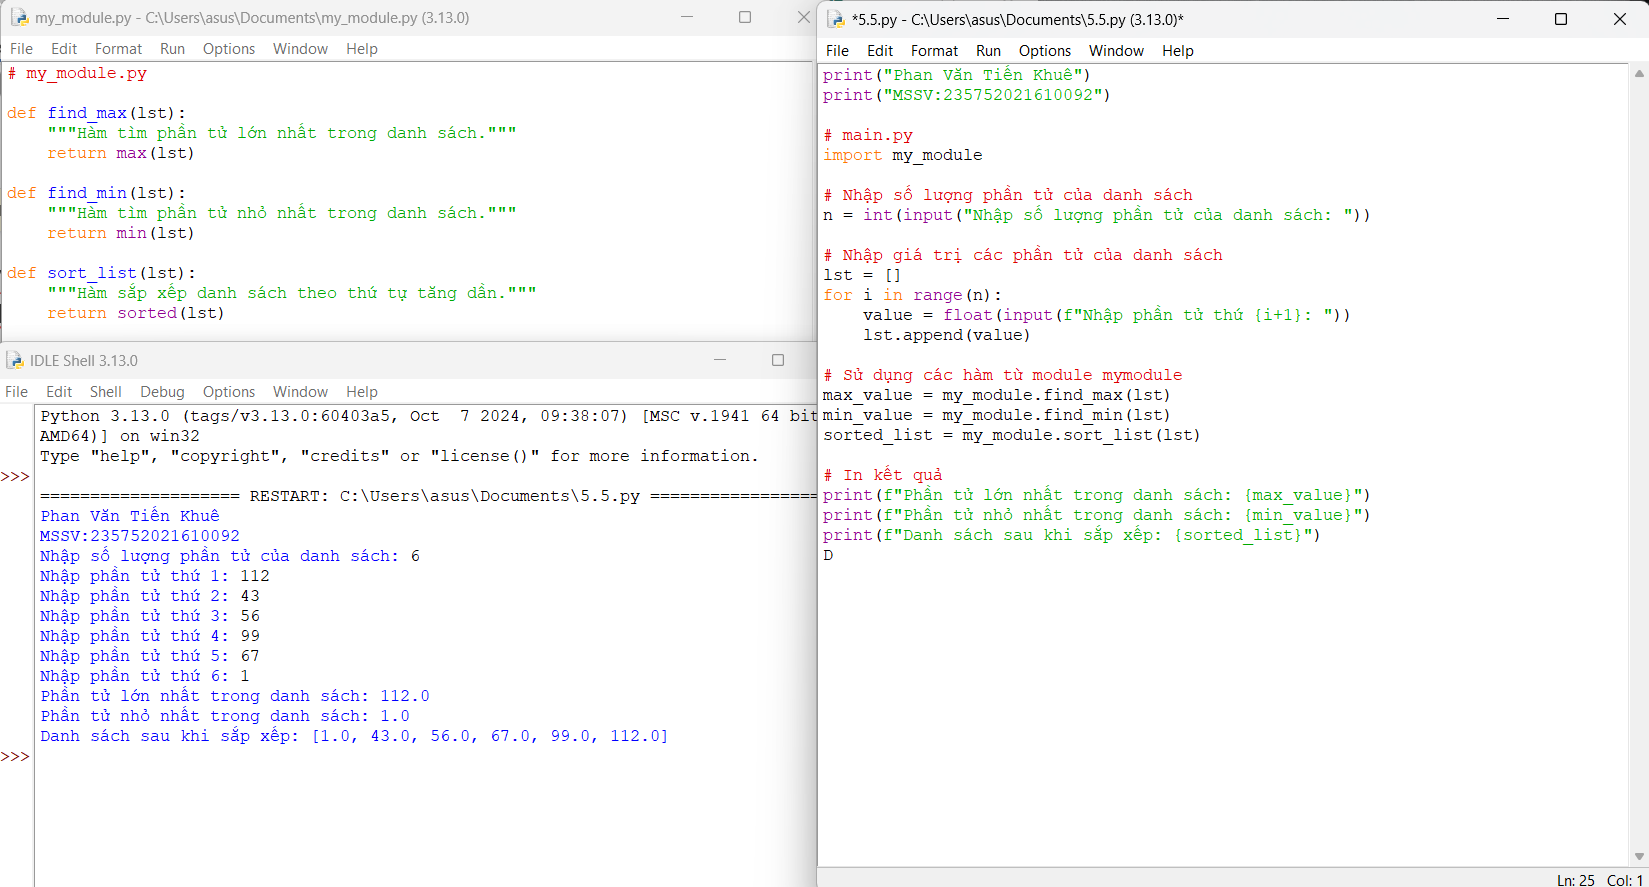 my_module.py - C:\Users\asus\Documents\my_module.py (3.13.0)
File Edit Format Run Options Window Help
# my_module.py
def find_max(lst):
    """Hàm tìm phần tử lớn nhất trong danh sách."""
    return max(lst)
def find_min(lst):
    """Hàm tìm phần tử nhỏ nhất trong danh sách."""
    return min(lst)
def sort_list(lst):
    """Hàm sắp xếp danh sách theo thứ tự tăng dần."""
    return sorted(lst)
IDLE Shell 3.13.0
File Edit Shell Debug Options Window Help
Python 3.13.0 (tags/v3.13.0:60403a5, Oct  7 2024, 09:38:07) [MSC v.1941 64 bit
AMD64)] on win32
Type "help", "copyright", "credits" or "license()" for more information.
>>>
==================== RESTART: C:\Users\asus\Documents\5.5.py =================
Phan Văn Tiến Khuê
MSSV:235752021610092
Nhập số lượng phần tử của danh sách: 6
Nhập phần tử thứ 1: 112
Nhập phần tử thứ 2: 43
Nhập phần tử thứ 3: 56
Nhập phần tử thứ 4: 99
Nhập phần tử thứ 5: 67
Nhập phần tử thứ 6: 1
Phần tử lớn nhất trong danh sách: 112.0
Phần tử nhỏ nhất trong danh sách: 1.0
Danh sách sau khi sắp xếp: [1.0, 43.0, 56.0, 67.0, 99.0, 112.0]
>>>
*5.5.py - C:\Users\asus\Documents\5.5.py (3.13.0)*
File Edit Format Run Options Window Help
print("Phan Văn Tiến Khuê")
print("MSSV:235752021610092")
# main.py
import my_module
# Nhập số lượng phần tử của danh sách
n = int(input("Nhập số lượng phần tử của danh sách: "))
# Nhập giá trị các phần tử của danh sách
lst = []
for i in range(n):
    value = float(input(f"Nhập phần tử thứ {i+1}: "))
    lst.append(value)
# Sử dụng các hàm từ module mymodule
max_value = my_module.find_max(lst)
min_value = my_module.find_min(lst)
sorted_list = my_module.sort_list(lst)
# In kết quả
print(f"Phần tử lớn nhất trong danh sách: {max_value}")
print(f"Phần tử nhỏ nhất trong danh sách: {min_value}")
print(f"Danh sách sau khi sắp xếp: {sorted_list}")
D
Ln: 25 Col: 1